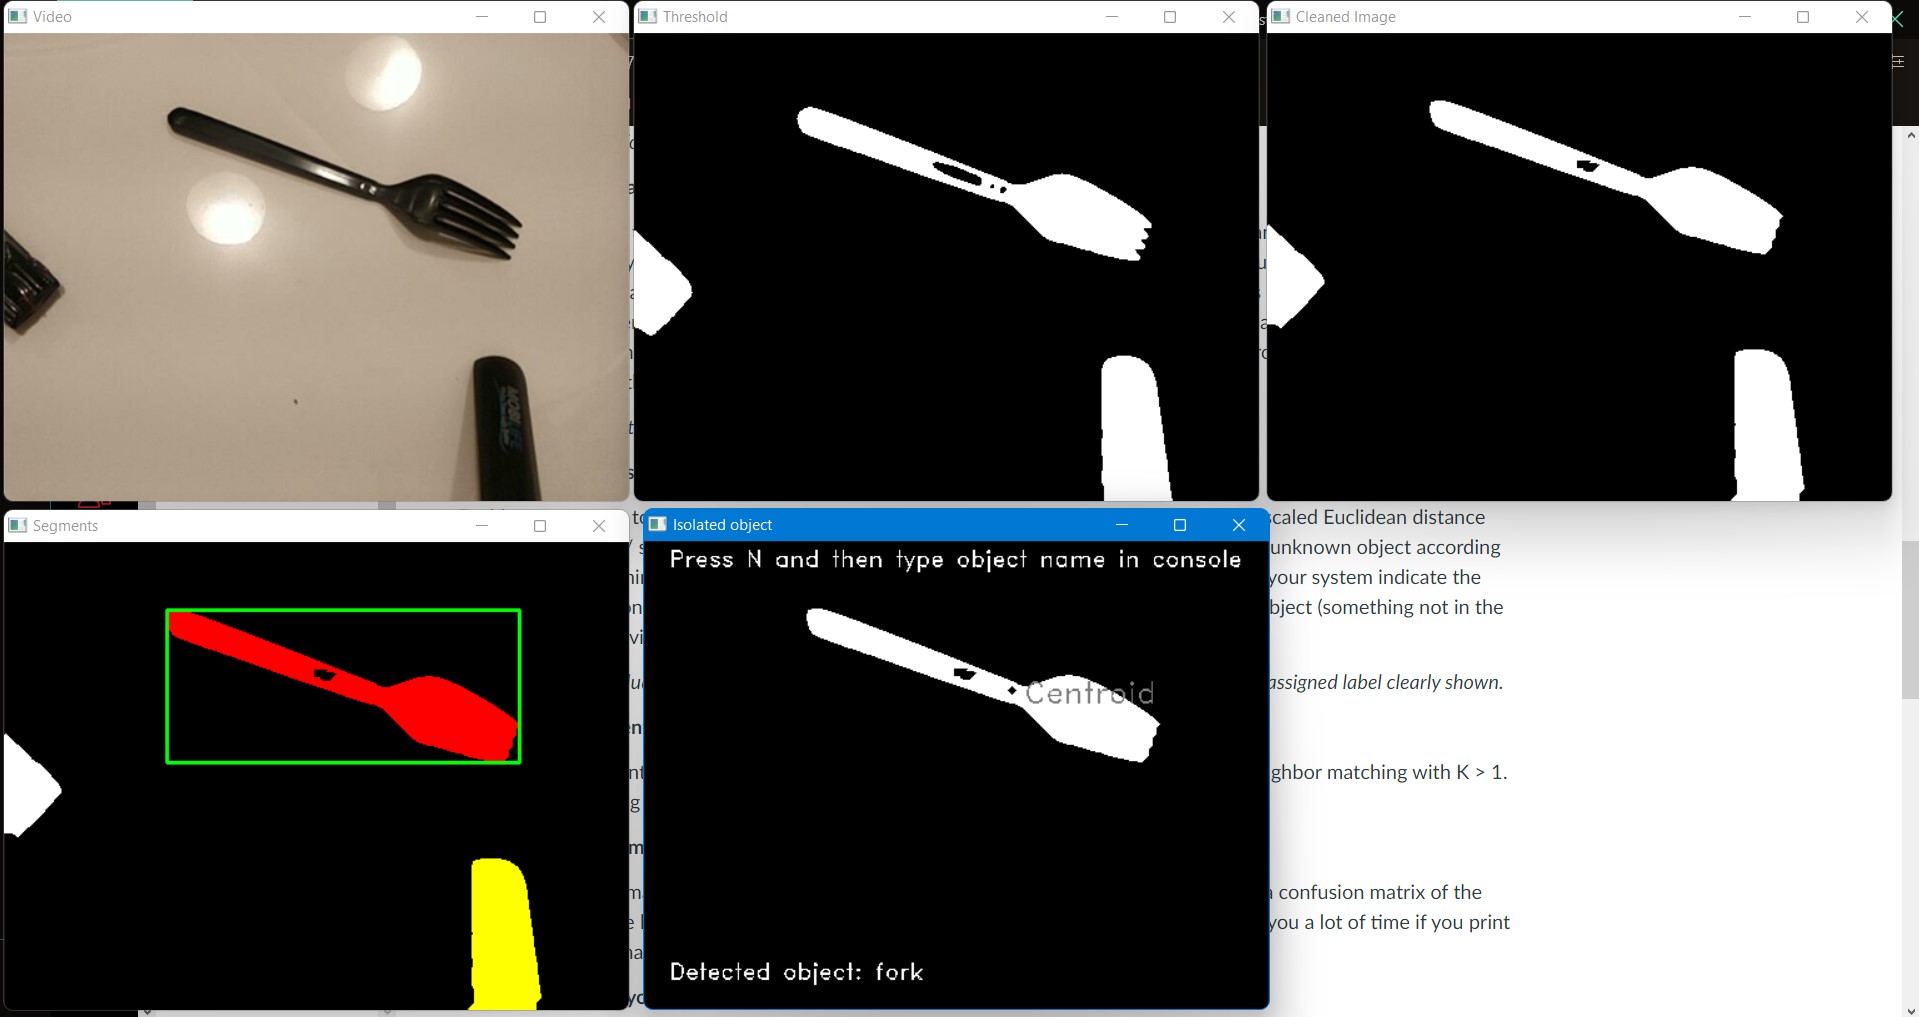 Video
Threshold
Cleaned Image
Segments
Isolated object
Press N and then type object name in console
Centroid
Detected object: fork
scaled Euclidean distance
unknown object according
your system indicate the
bject (something not in the
assigned label clearly shown.
ghbor matching with K > 1.
a confusion matrix of the
you a lot of time if you print